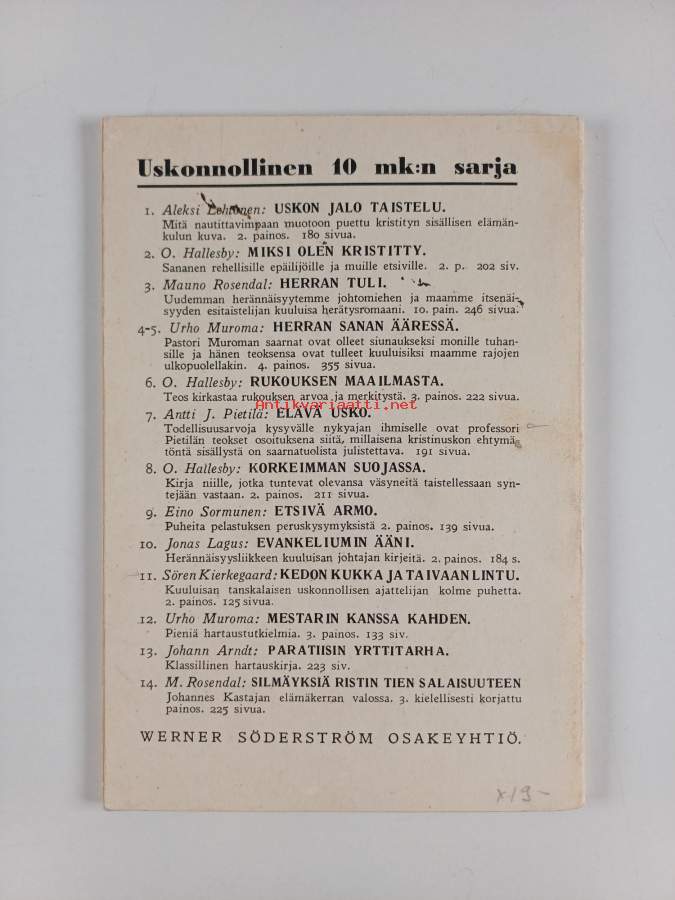 Uskonnollinen 10 mk:n sarja
1. Aleksi Lehtonen: USKON JALO TAISTELU.
Mitä nautittavimpaan muotoon puettu kristityn sisällisen elämän-
kulun kuva. 2. painos. 180 sivua.
2. O. Hallesby: MIKSI OLEN KRISTITTY.
Sananen rehellisille epäilijöille ja muille etsiville. 2. p. 202 siv.
3. Mauno Rosendal: HERRAN TULI.
Uudemman herännäisyytemme johtomiehen ja maamme itsenäi-
syyden esitaistelijan kuuluisa herätysromaani. 10. pain. 246 sivua.
4-5. Urho Muroma: HERRAN SANAN ÄÄRESSÄ.
Pastori Muroman saarnat ovat olleet siunaukseksi monille tuhan-
sille ja hänen teoksensa ovat tulleet kuuluisiksi maamme rajojen
ulkopuolellakin. 4. painos. 355 sivua.
6. O. Hallesby: RUKOUKSEN MAAILMASTA.
Teos kirkastaa rukouksen arvoa ja merkitystä. 3. painos. 222 sivua.
Antikvariaatti.net
7. Antti J. Pietilä: ELÄVÄ USKO.
Todellisuusarvoja kysyvälle nykyajan ihmiselle ovat professori
Pietilän teokset osoituksena siitä, millaisena kristinuskon ehtymä-
töntä sisällystä on saarnatuolista julistettava. 191 sivua.
8. O. Hallesby: KORKEIMMAN SUOJASSA.
Kirja niille, jotka tuntevat olevansa väsyneitä taistellessaan syn-
tejään vastaan. 2. painos. 211 sivua.
9. Eino Sormunen: ETSIVÄ ARMO.
Puheita pelastuksen peruskysymyksistä 2. painos. 139 sivua.
10. Jonas Lagus: EVANKELIUMIN ÄÄNI.
Herännäisyysliikkeen kuuluisan johtajan kirjeitä. 2. painos. 184 s.
11. Sören Kierkegaard: KEDON KUKKA JA TAIVAAN LINTU.
Kuuluisan tanskalaisen uskonnollisen ajattelijan kolme puhetta.
2. painos. 125 sivua.
12. Urho Muroma: MESTARIN KANSSA KAHDEN.
Pieniä hartaustutkielmia. 3. painos. 133 siv.
13. Johann Arndt: PARATIISIN YRTTITARHA.
Klassillinen hartauskirja. 223 siv.
14. M. Rosendal: SILMÄYKSIÄ RISTIN TIEN SALAISUUTEEN
Johannes Kastajan elämäkerran valossa. 3. kielellisesti korjattu
painos. 225 sivua.
WERNER SÖDERSTRÖM OSAKEYHTIÖ.
x19-